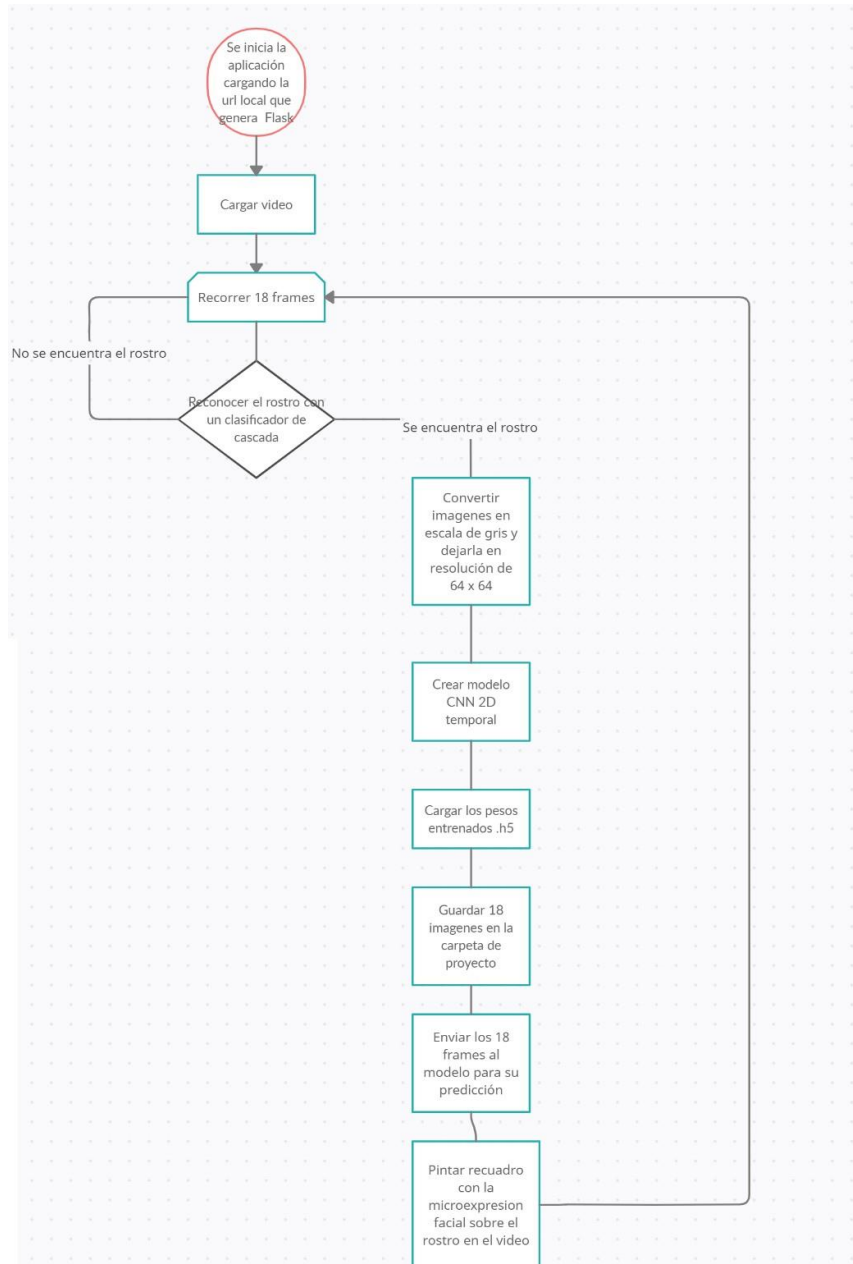 Se inicia la
aplicación
cargando la
url local que
genera Flask
Cargar video
Recorrer 18 frames
No se encuentra el rostro
Reconocer el rostro con
un clasificador de
cascada
Se encuentra el rostro
Convertir
imagenes en
escala de gris y
dejarla en
resolución de
64 x 64
Crear modelo
CNN 2D
temporal
Cargar los pesos
entrenados .h5
Guardar 18
imagenes en la
carpeta de
proyecto
Enviar los 18
frames al
modelo para su
predicción
Pintar recuadro
con la
microexpresion
facial sobre el
rostro en el video